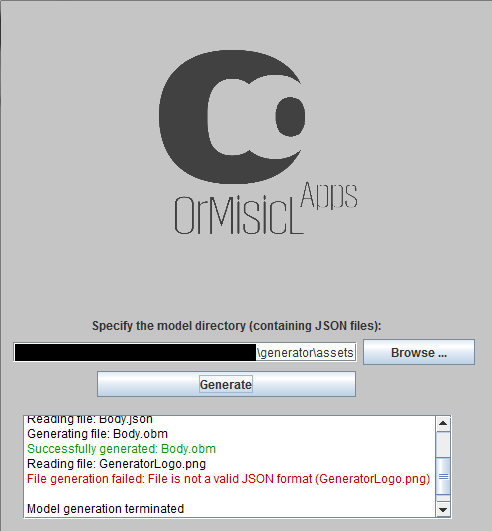 OrMisicL Apps
Specify the model directory (containing JSON files):
\generator\assets
Browse ...
Generate
Reading file: Body.json
Generating file: Body.obm
Successfully generated: Body.obm
Reading file: GeneratorLogo.png
File generation failed: File is not a valid JSON format (GeneratorLogo.png)
Model generation terminated